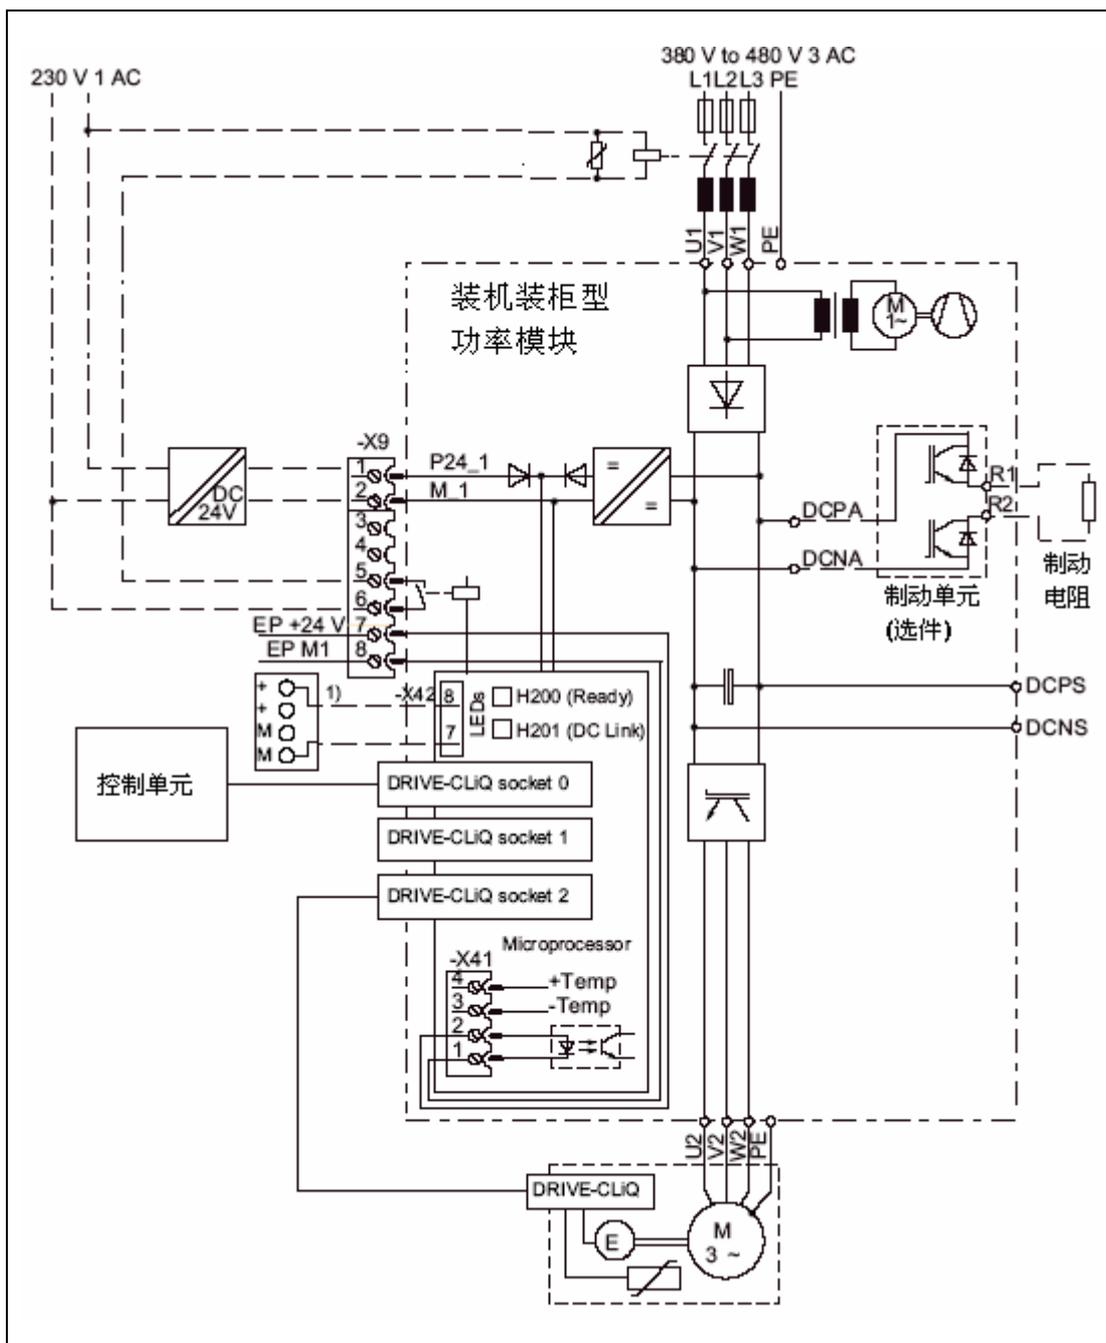 380 V to 480 V 3 AC
230 V 1 AC
L1 L2 L3 PE
U1
V1
W1
PE
装机装柜型
功率模块
M
1~
-X9
1
2
3
4
5
6
7
8
P24_1
M_1
=
=
DC
24V
R1
R2
DCPA
DCNA
制动单元
(选件)
制动
电阻
EP +24 V
EP M1
+
+
M
M
1)
-X42
8
7
LEDs
H200 (Ready)
H201 (DC Link)
DCPS
DCNS
控制单元
DRIVE-CLiQ socket 0
DRIVE-CLiQ socket 1
DRIVE-CLiQ socket 2
Microprocessor
-X41
4
3
2
1
+Temp
-Temp
U2
V2
W2
PE
DRIVE-CLiQ
E
M
3 ~